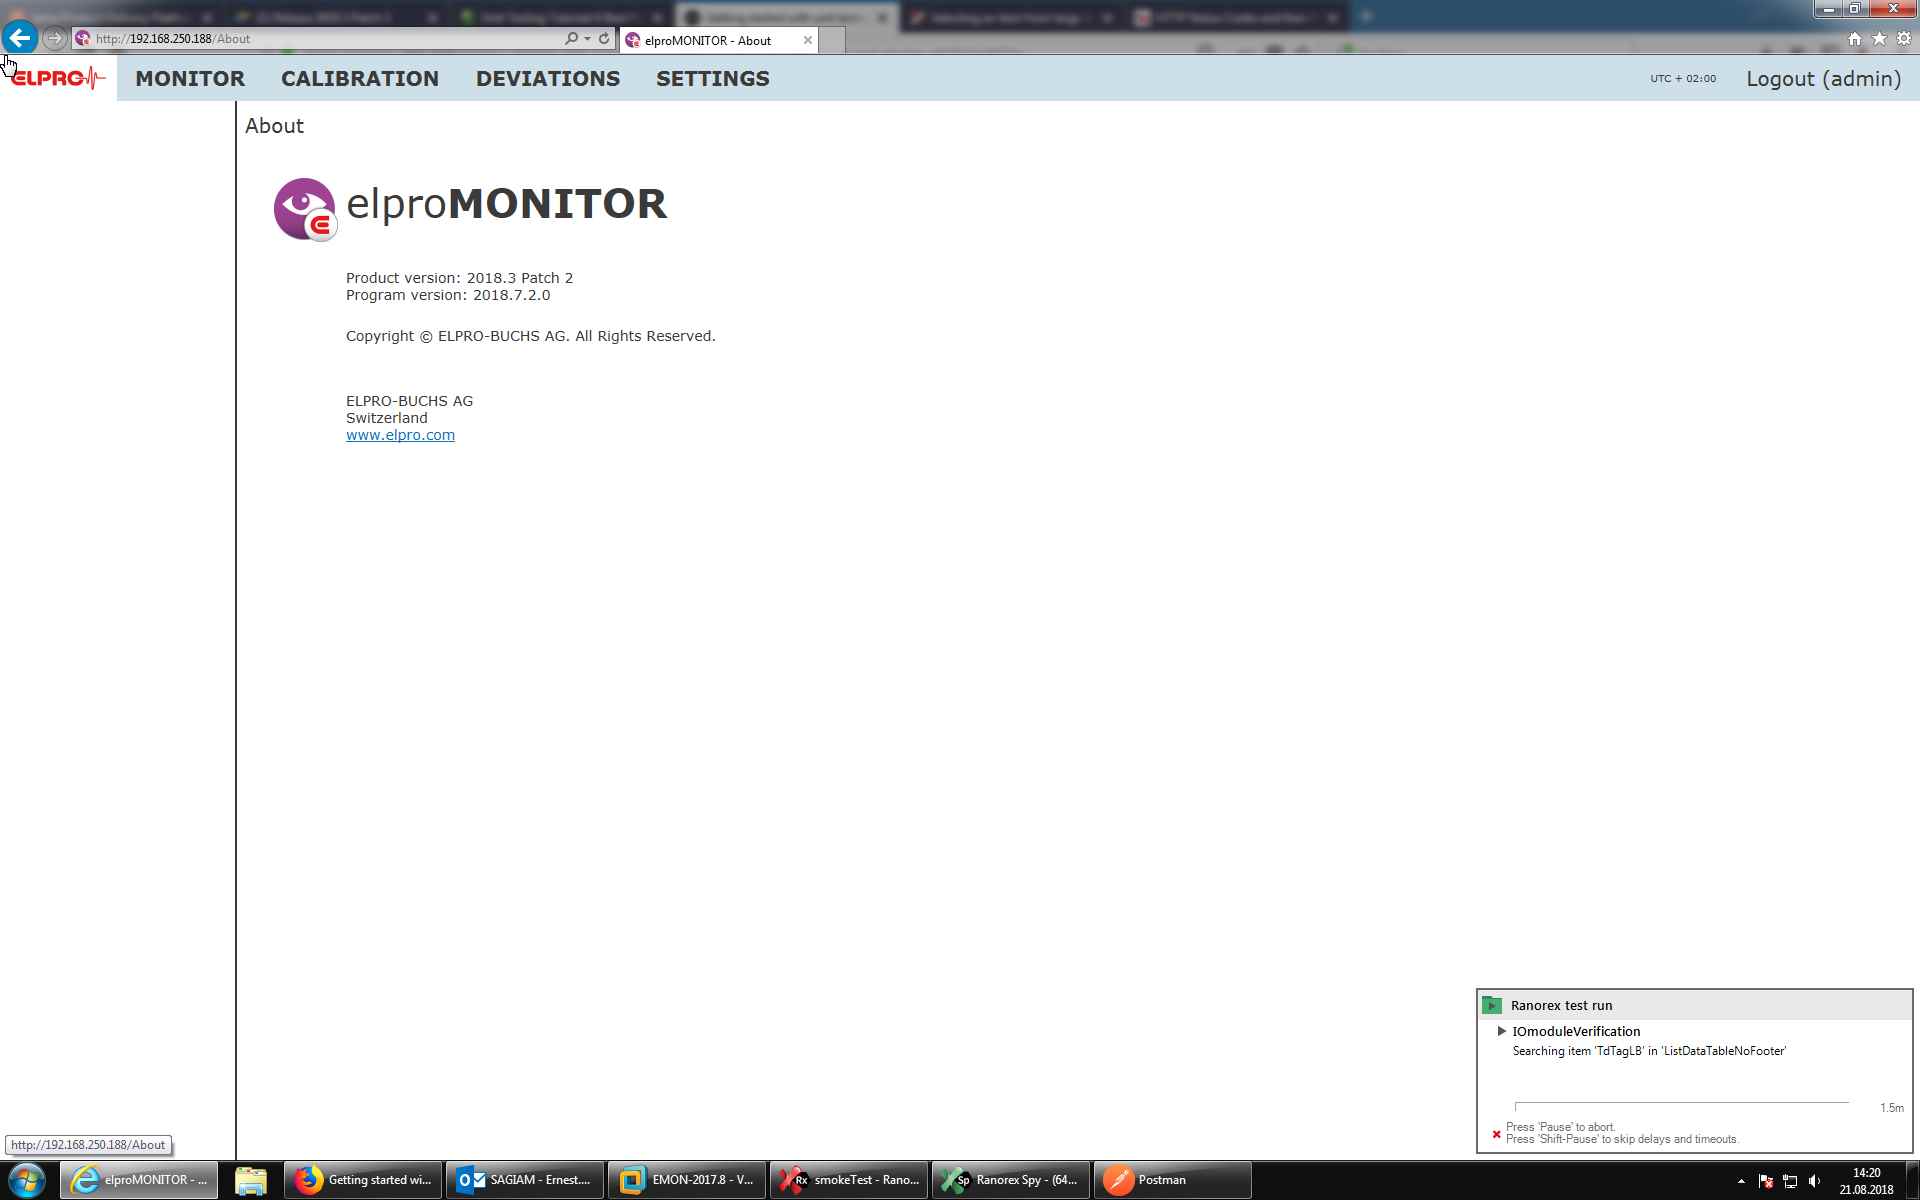 http://192.168.250.188/About
elproMONITOR - About
ELPRO
MONITOR
CALIBRATION
DEVIATIONS
SETTINGS
UTC + 02:00
Logout (admin)
About
elproMONITOR
Product version: 2018.3 Patch 2
Program version: 2018.7.2.0
Copyright © ELPRO-BUCHS AG. All Rights Reserved.
ELPRO-BUCHS AG
Switzerland
www.elpro.com
Ranorex test run
IOmoduleVerification
Searching item 'TdTagLB' in 'ListDataTableNoFooter'
1.5m
Press 'Pause' to abort.
Press 'Shift-Pause' to skip delays and timeouts.
http://192.168.250.188/About
elproMONITOR - ...
Getting started wi...
SAGIAM - Ernest....
EMON-2017.8 - V...
Rx
smokeTest - Rano...
Sp
Ranorex Spy - (64...
Postman
14:20
21.08.2018